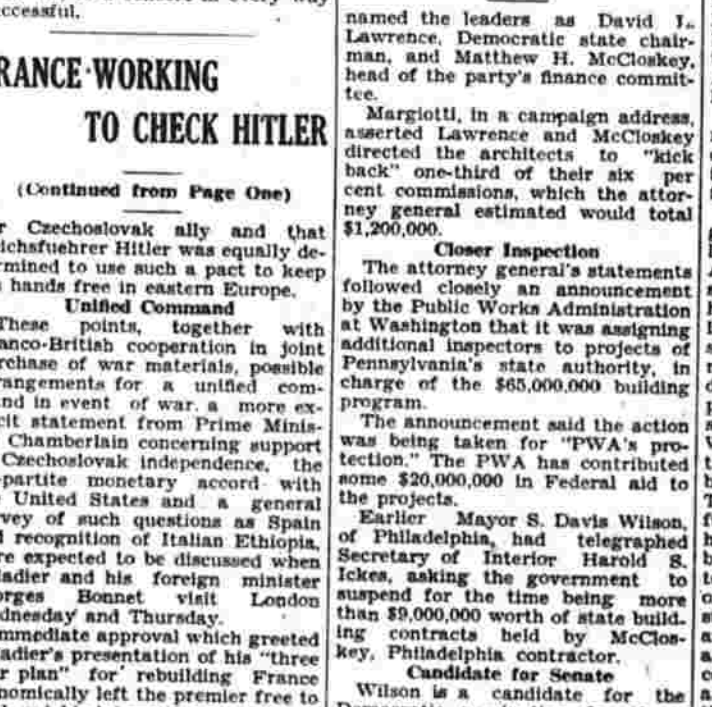 ccessful.
RANCE WORKING
TO CHECK HITLER
(Continued from Page One)
r Czechoslovak ally and that
ichsfuehrer Hitler was equally de-
rmined to use such a pact to keep
hands free in eastern Europe.
Unified Command
These points, together with
anco-British cooperation in joint
rchase of war materials, possible
rangements for a unified com-
nd in event of war, a more ex-
cit statement from Prime Minis-
Chamberlain concerning support
Czechoslovak independence, the
partite monetary accord with
United States and a general
vey of such questions as Spain
d recognition of Italian Ethiopia,
re expected to be discussed when
adier and his foreign minister
orges Bonnet visit London
dnesday and Thursday.
mmediate approval which greeted
adier's presentation of his "three
r plan" for rebuilding France
nomically left the premier free to
named the leaders as David L.
Lawrence, Democratic state chair-
man, and Matthew H. McCloskey,
head of the party's finance commit-
tee.
Margiotti, in a campaign address,
asserted Lawrence and McCloskey
directed the architects to "kick
back" one-third of their six per
cent commissions, which the attor-
ney general estimated would total
$1,200,000.
Closer Inspection
The attorney general's statements
followed closely an announcement
by the Public Works Administration
at Washington that it was assigning
additional inspectors to projects of
Pennsylvania's state authority, in
charge of the $65,000,000 building
program.
The announcement said the action
was being taken for "PWA's pro-
tection." The PWA has contributed
some $20,000,000 in Federal aid to
the projects.
Earlier Mayor S. Davis Wilson,
of Philadelphia, had telegraphed
Secretary of Interior Harold S.
Ickes, asking the government to
suspend for the time being more
than $9,000,000 worth of state build-
ing contracts held by McClos-
key, Philadelphia contractor.
Candidate for Senate
Wilson is a candidate for the